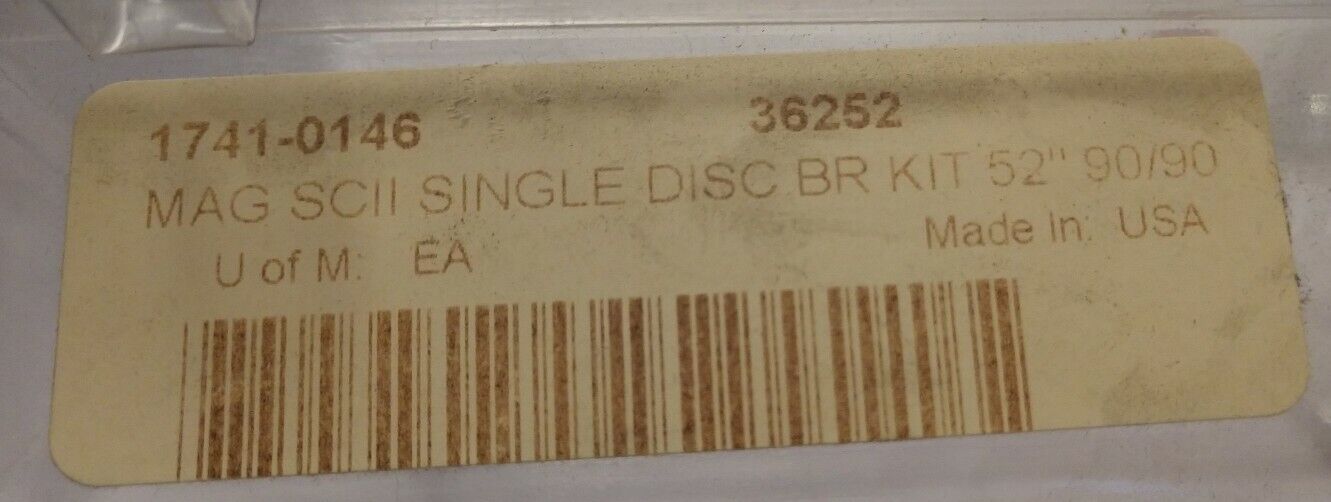 1741-0146 36252
MAG SCII SINGLE DISC BR KIT 52" 90/90
U of M: EA Made In: USA